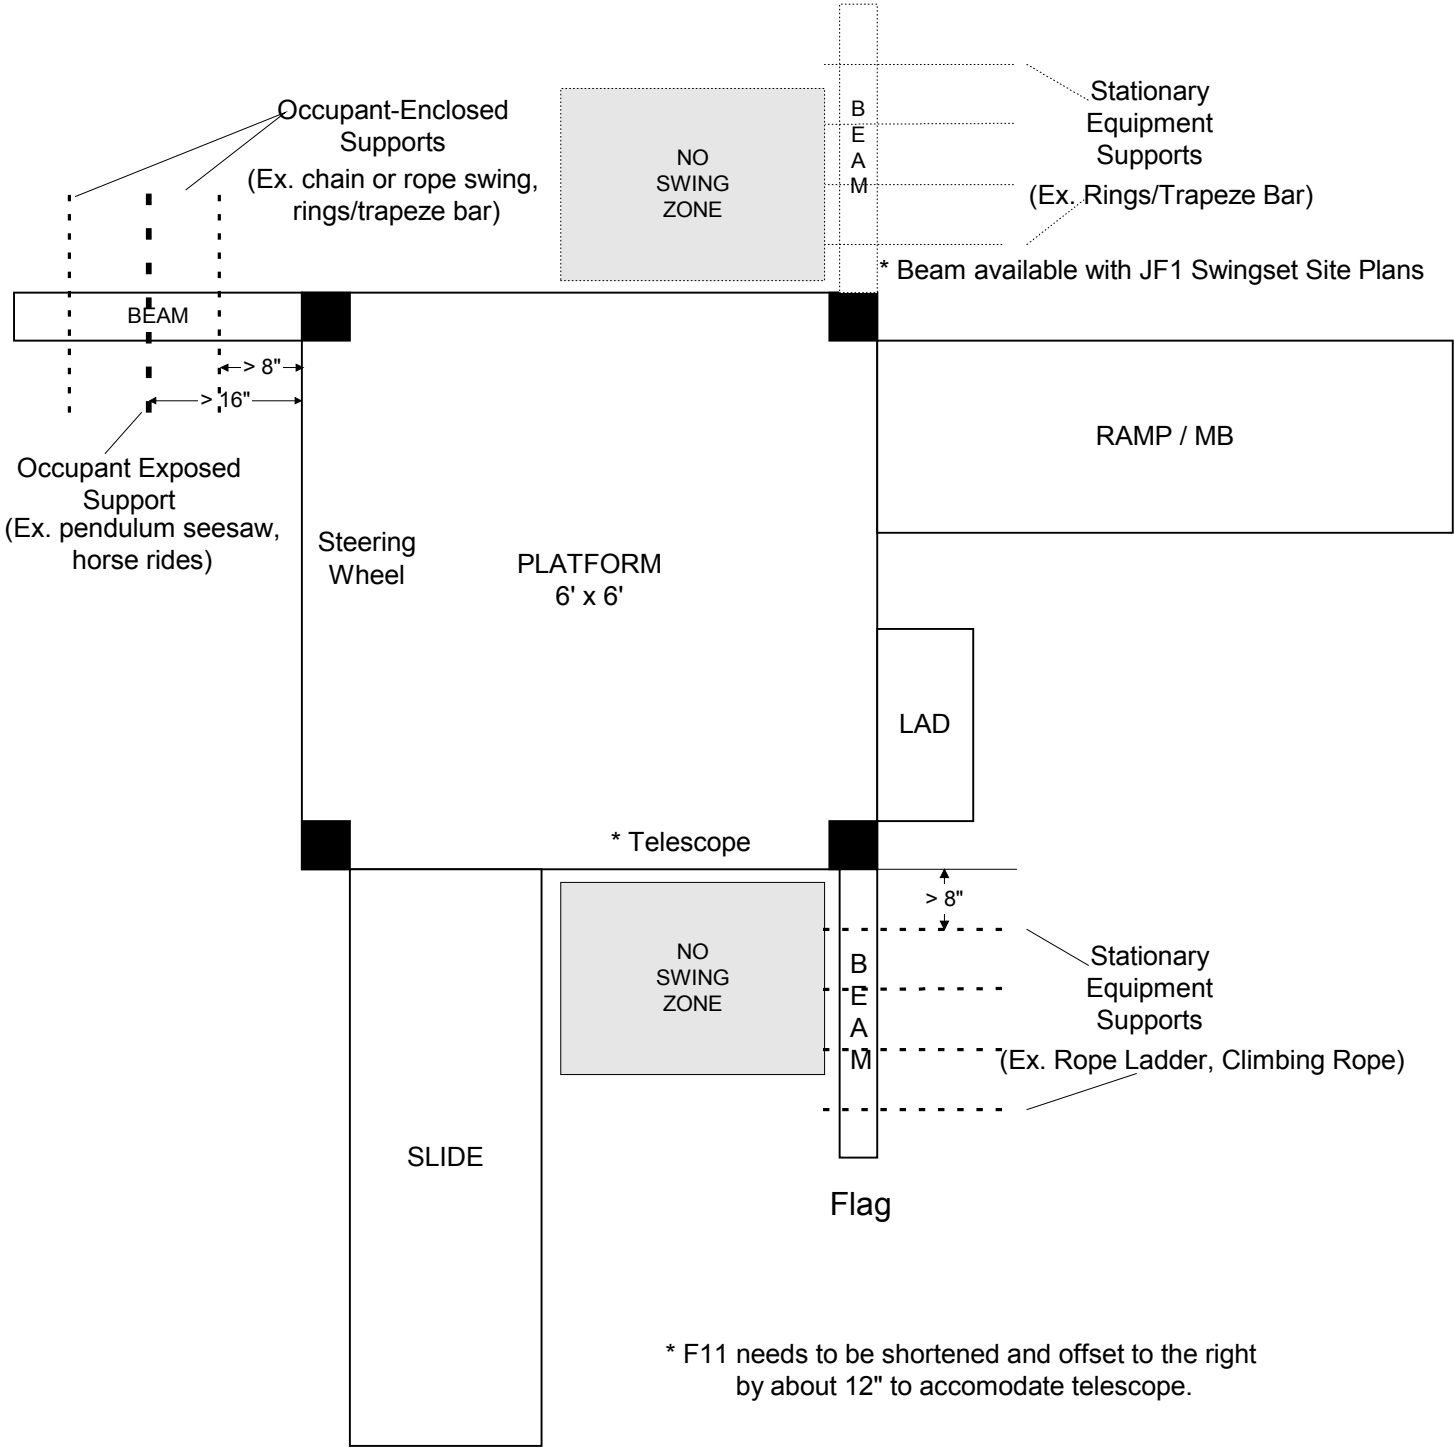 Occupant-Enclosed
Supports
(Ex. chain or rope swing,
rings/trapeze bar)
NO
SWING
ZONE
B
E
A
M
Stationary
Equipment
Supports
(Ex. Rings/Trapeze Bar)
* Beam available with JF1 Swingset Site Plans
BEAM
> 8"
> 16"
Occupant Exposed
Support
(Ex. pendulum seesaw,
horse rides)
Steering
Wheel
PLATFORM
6' x 6'
RAMP / MB
LAD
* Telescope
> 8"
NO
SWING
ZONE
B
E
A
M
Stationary
Equipment
Supports
(Ex. Rope Ladder, Climbing Rope)
SLIDE
Flag
* F11 needs to be shortened and offset to the right
by about 12" to accomodate telescope.